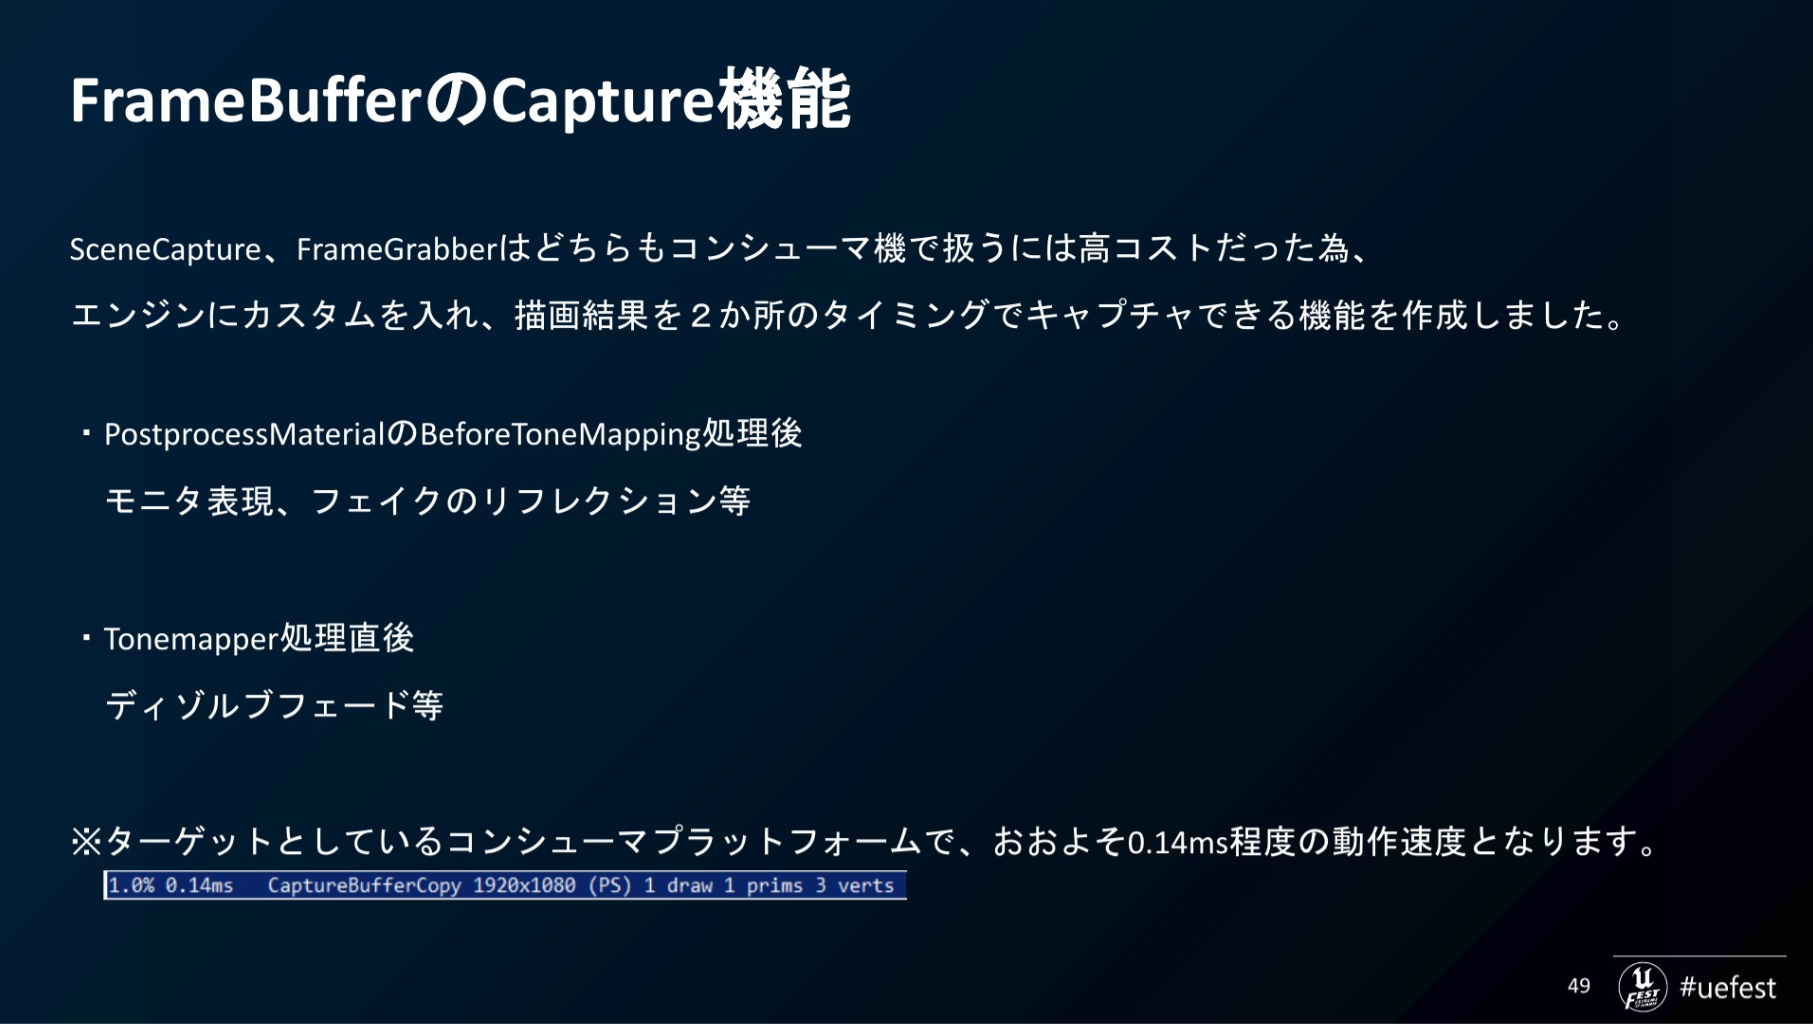 FrameBufferのCapture機能
SceneCapture、FrameGrabberはどちらもコンシューマ機で扱うには高コストだった為、
エンジンにカスタムを入れ、描画結果を２か所のタイミングでキャプチャできる機能を作成しました。
・PostprocessMaterialのBeforeToneMapping処理後
モニタ表現、フェイクのリフレクション等
・Tonemapper処理直後
ディゾルブフェード等
※ターゲットとしているコンシューマプラットフォームで、おおよそ0.14ms程度の動作速度となります。
1.0% 0.14ms CaptureBufferCopy 1920x1080 (PS) 1 draw 1 prims 3 verts
49 #uefest
FEST